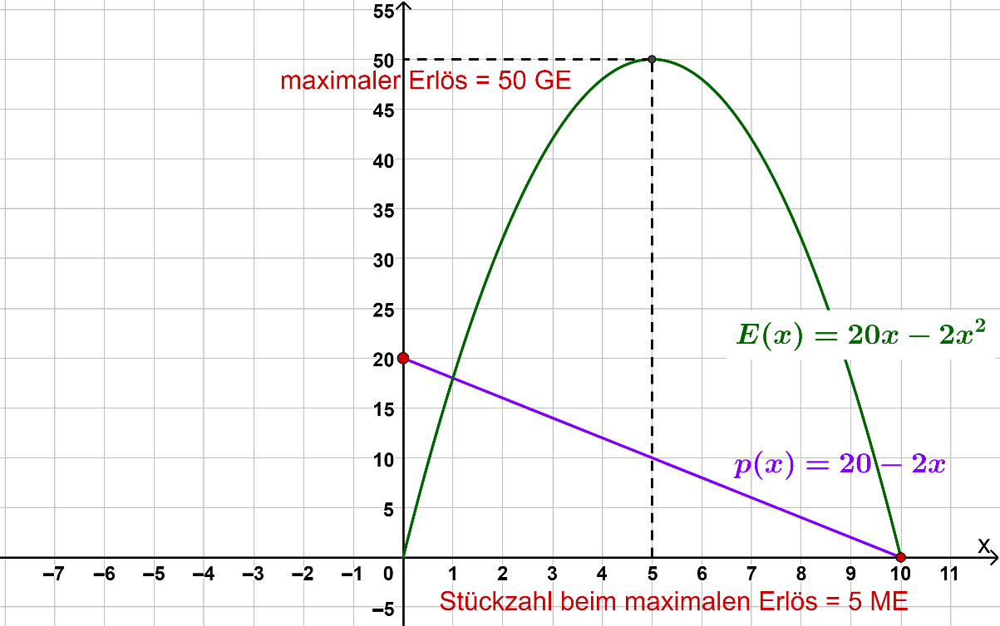 55
50
maximaler Erlös = 50 GE
45
40
35
30
25
E(x) = 20x − 2x²
20
15
10
p(x) = 20 − 2x
5
x
−7 −6 −5 −4 −3 −2 −1 0 1 2 3 4 5 6 7 8 9 10 11
Stückzahl beim maximalen Erlös = 5 ME
−5